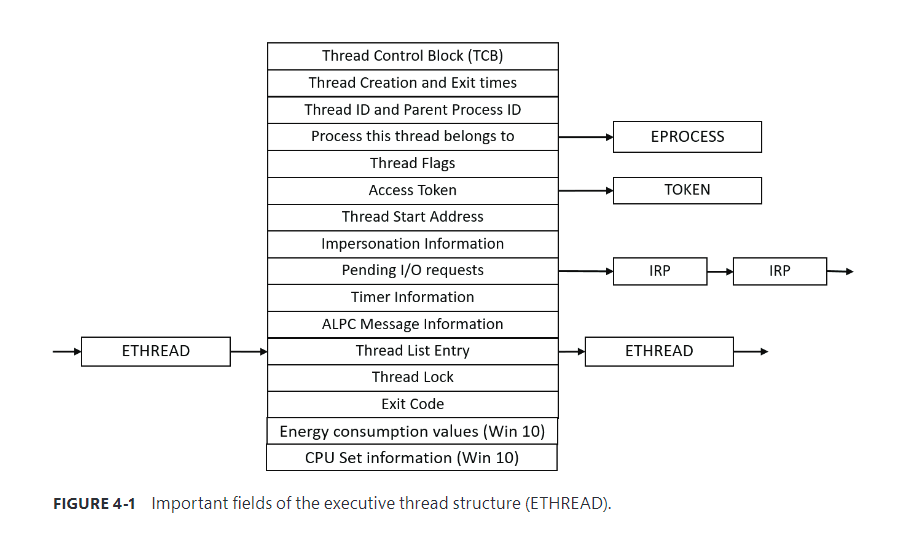 Thread Control Block (TCB)
Thread Creation and Exit times
Thread ID and Parent Process ID
Process this thread belongs to
EPROCESS
Thread Flags
Access Token
TOKEN
Thread Start Address
Impersonation Information
Pending I/O requests
IRP
IRP
Timer Information
ALPC Message Information
ETHREAD
Thread List Entry
ETHREAD
Thread Lock
Exit Code
Energy consumption values (Win 10)
CPU Set information (Win 10)
FIGURE 4-1 Important fields of the executive thread structure (ETHREAD).